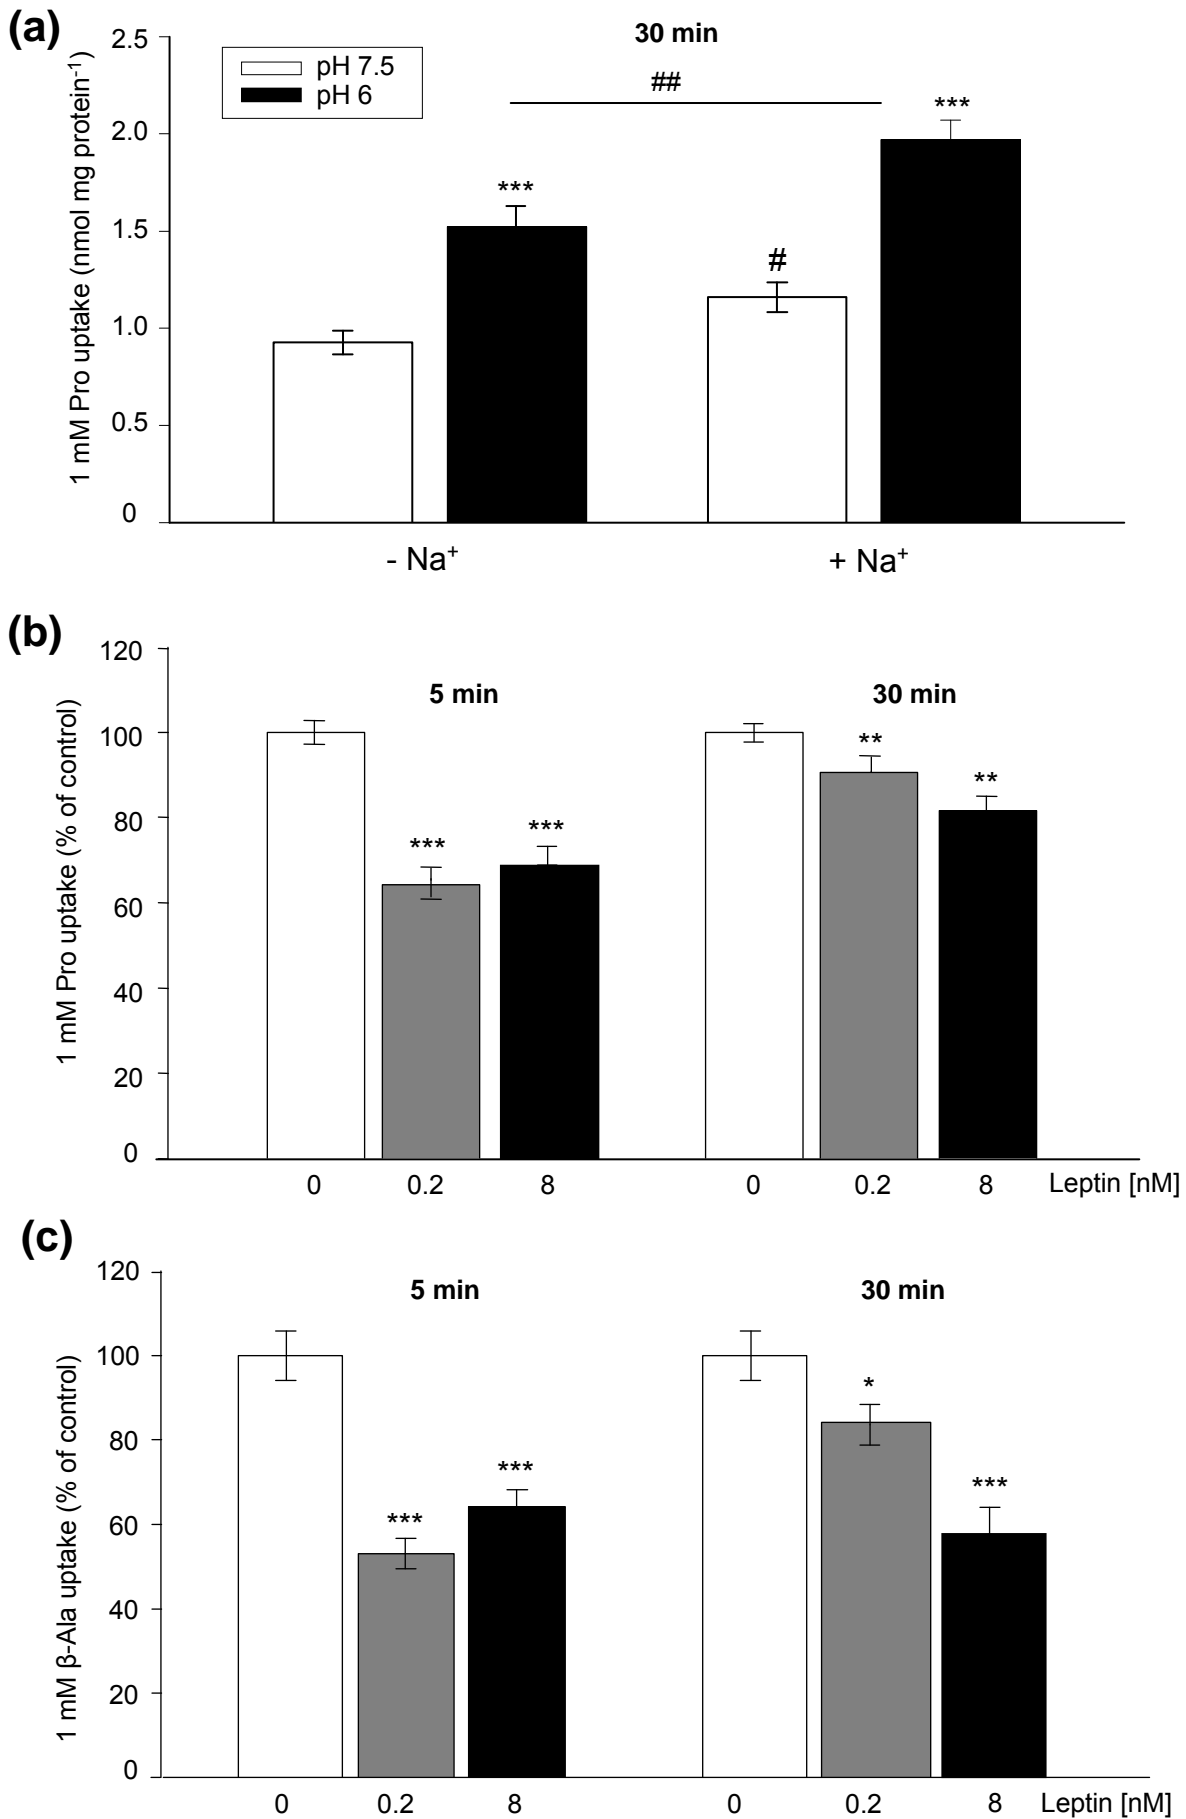 (a)
30 min
1 mM Pro uptake (nmol mg protein⁻¹)
2.5
2.0
1.5
1.0
0.5
0
pH 7.5
pH 6
##
***
***
#
- Na⁺
+ Na⁺
(b)
1 mM Pro uptake (% of control)
120
100
80
60
40
20
0
5 min
30 min
***
***
**
**
0 0.2 8 0 0.2 8 Leptin [nM]
(c)
1 mM β-Ala uptake (% of control)
120
100
80
60
40
20
0
5 min
30 min
***
***
*
***
0 0.2 8 0 0.2 8 Leptin [nM]